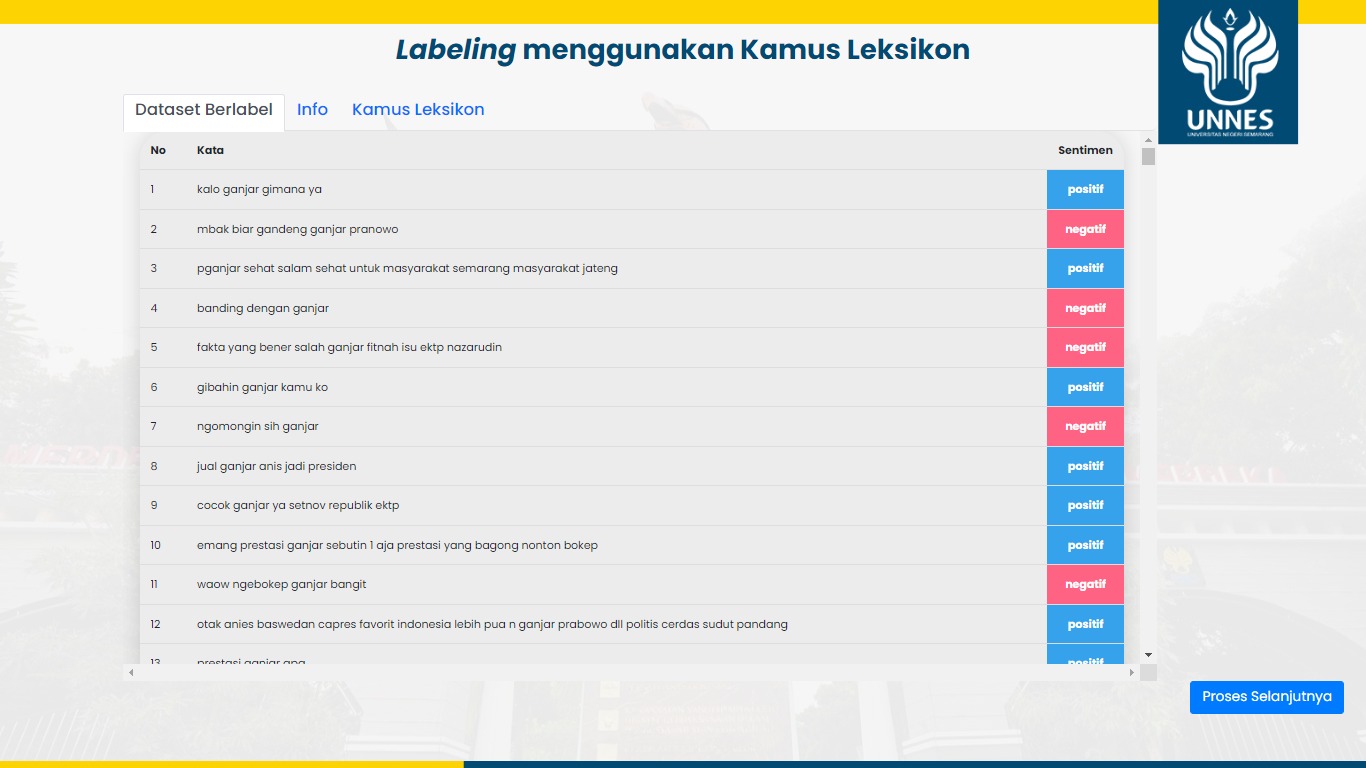 Labeling menggunakan Kamus Leksikon
UNNES
UNIVERSITAS NEGERI SEMARANG
Dataset Berlabel Info Kamus Leksikon
No Kata Sentimen
1 kalo ganjar gimana ya positif
2 mbak biar gandeng ganjar pranowo negatif
3 pganjar sehat salam sehat untuk masyarakat semarang masyarakat jateng positif
4 banding dengan ganjar negatif
5 fakta yang bener salah ganjar fitnah isu ektp nazarudin negatif
6 gibahin ganjar kamu ko positif
7 ngomongin sih ganjar negatif
8 jual ganjar anis jadi presiden positif
9 cocok ganjar ya setnov republik ektp positif
10 emang prestasi ganjar sebutin 1 aja prestasi yang bagong nonton bokep positif
11 waow ngebokep ganjar bangit negatif
12 otak anies baswedan capres favorit indonesia lebih pua n ganjar prabowo dll politis cerdas sudut pandang positif
13 prestasi ganjar apa positif
Proses Selanjutnya